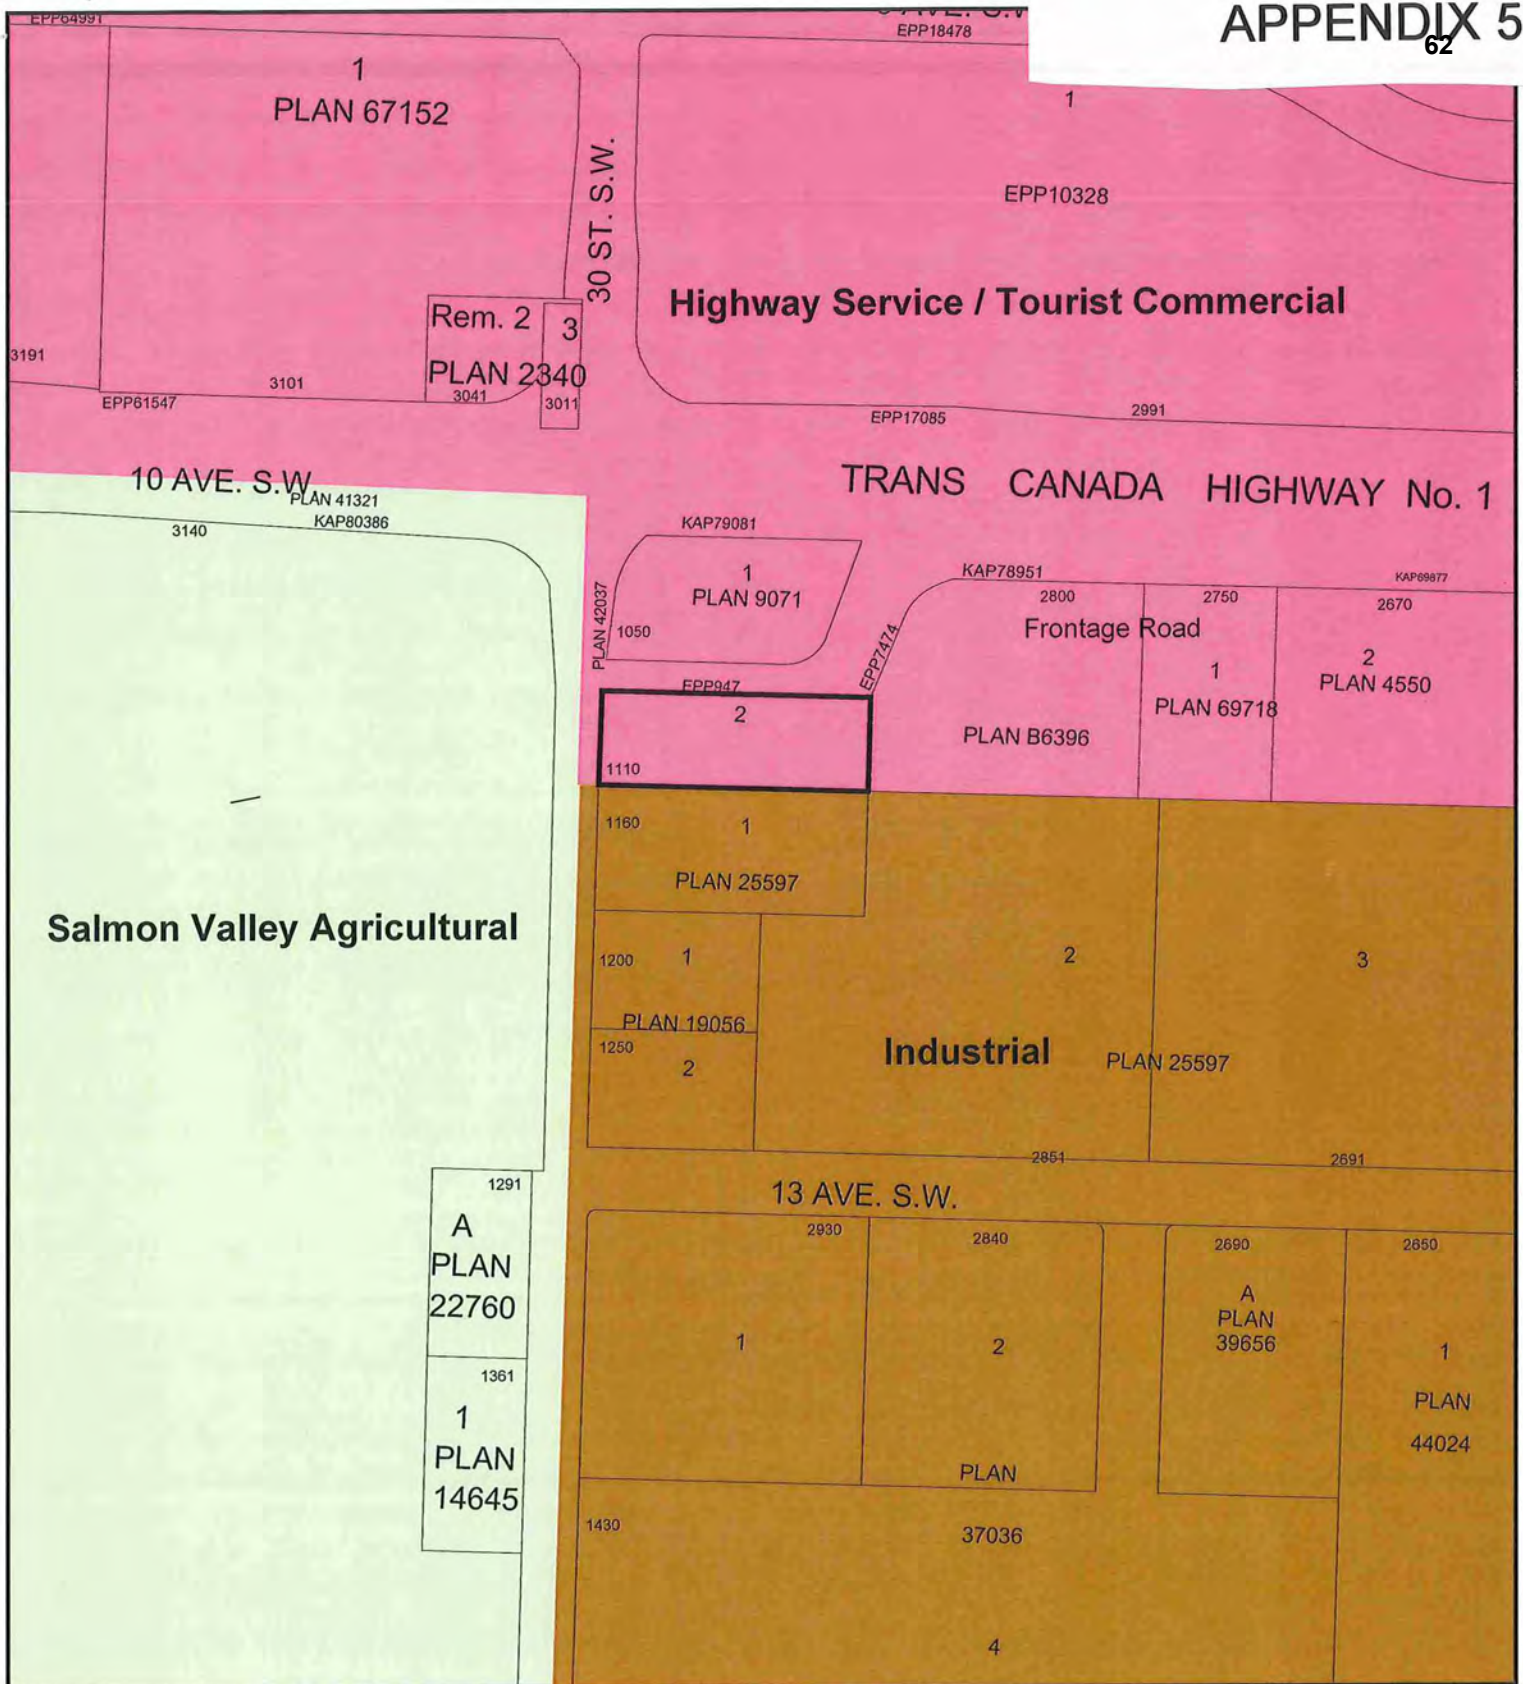 APPENDIX 5
62
EPP64991
EPP18478
1
PLAN 67152
1
EPP10328
30 ST. S.W.
Highway Service / Tourist Commercial
Rem. 2
3
PLAN 2340
3191
3101
3041
3011
EPP61547
EPP17085
2991
10 AVE. S.W.
PLAN 41321
KAP80386
3140
TRANS CANADA HIGHWAY No. 1
KAP79081
1
PLAN 9071
1050
PLAN 42037
EPP947
EPP7474
KAP78951
KAP69877
2800
2750
2670
Frontage Road
1
PLAN 69718
2
PLAN 4550
PLAN B6396
2
1110
1160
1
PLAN 25597
Salmon Valley Agricultural
1200
1
PLAN 19056
1250
2
2
3
Industrial
PLAN 25597
2851
2691
13 AVE. S.W.
1291
A
PLAN
22760
1361
1
PLAN
14645
2930
2840
2690
2650
1
2
A
PLAN
39656
1
PLAN
44024
PLAN
37036
1430
4